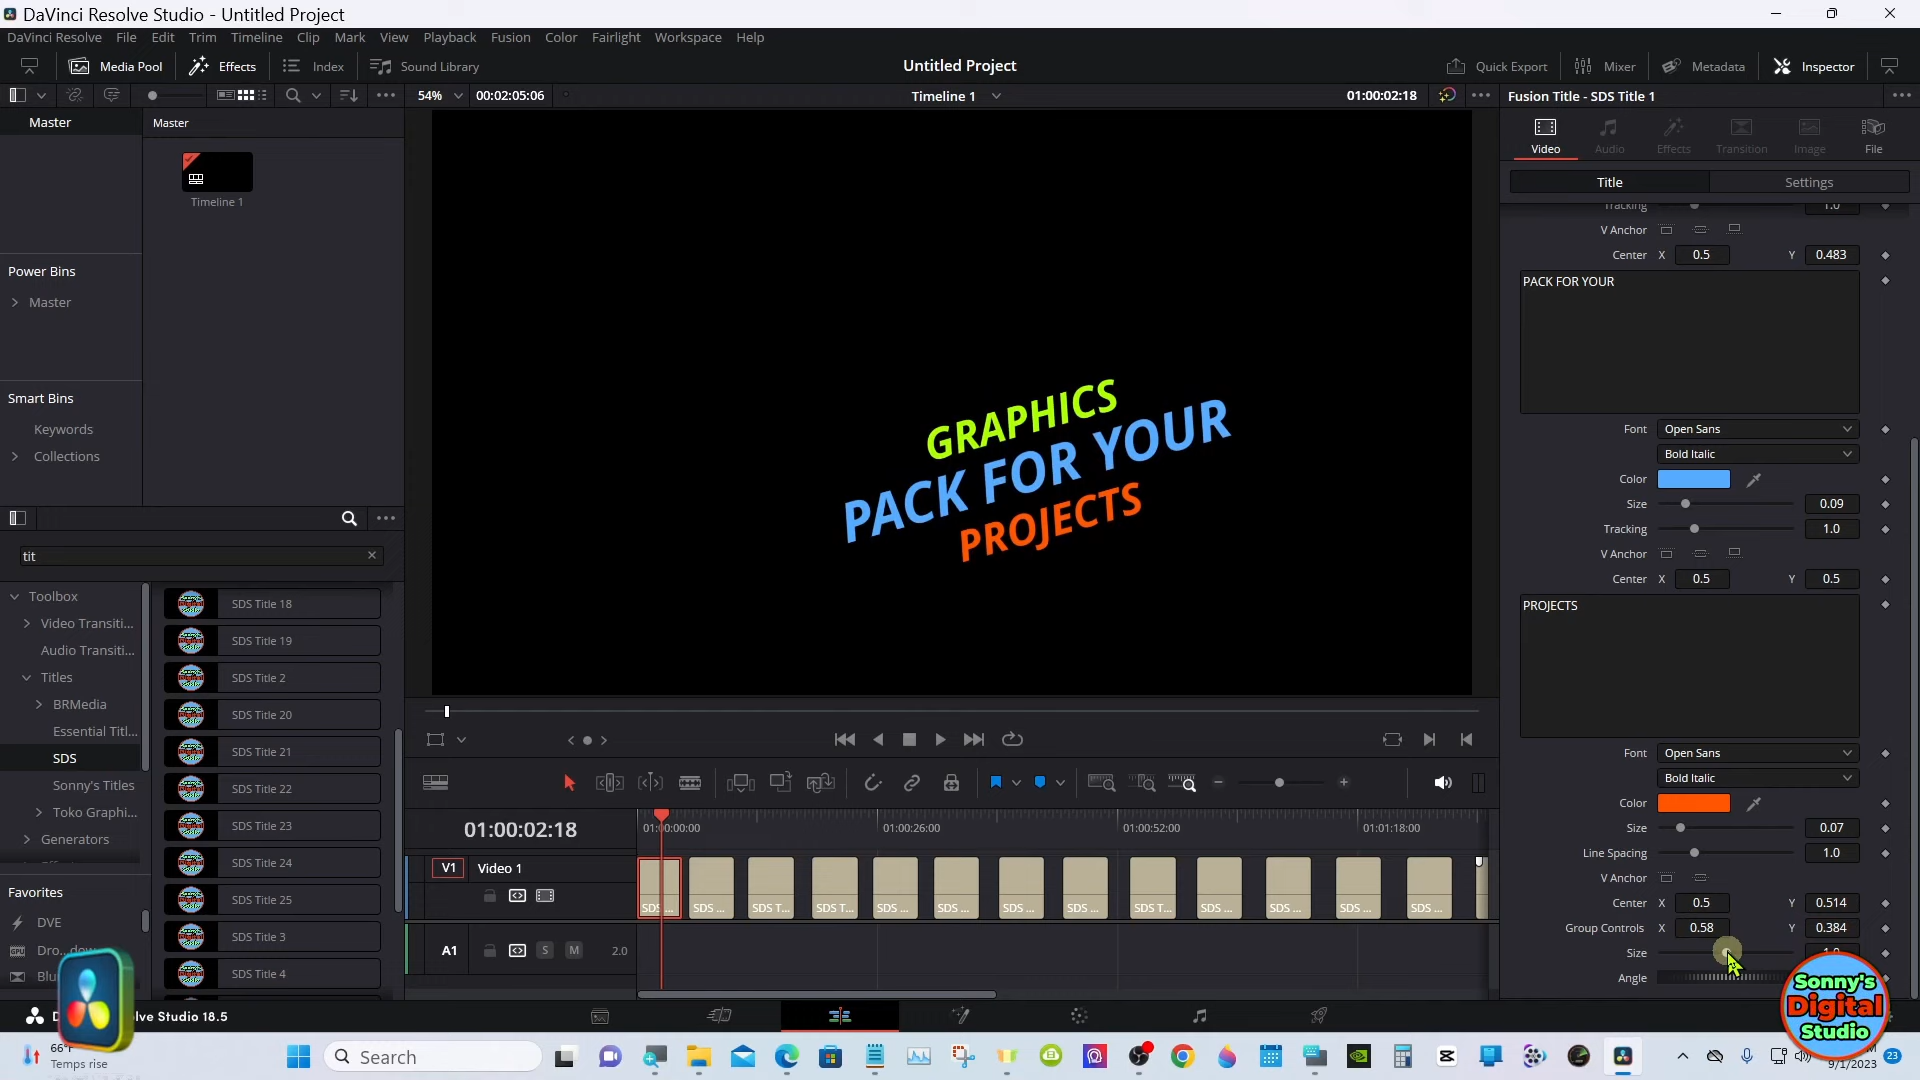 DaVinci Resolve Studio - Untitled Project
DaVinci Resolve File Edit Trim Timeline Clip Mark View Playback Fusion Color Fairlight Workspace Help
Media Pool Effects Index Sound Library Untitled Project Quick Export Mixer Metadata Inspector
54% 00:02:05:06 Timeline 1 01:00:02:18 Fusion Title - SDS Title 1
Master Master
Timeline 1
Power Bins
Master
Smart Bins
Keywords
Collections
tit
Toolbox
Video Transiti...
Audio Transiti...
Titles
BRMedia
Essential Titl...
SDS
Sonny's Titles
Toko Graphi...
Generators
Favorites
DVE
Dro...dow
Blu
SDS Title 18
SDS Title 19
SDS Title 2
SDS Title 20
SDS Title 21
SDS Title 22
SDS Title 23
SDS Title 24
SDS Title 25
SDS Title 3
SDS Title 4
GRAPHICS
PACK FOR YOUR
PROJECTS
01:00:02:18 01:00:00:00 01:00:26:00 01:00:52:00 01:01:18:00
V1 Video 1
SDS ... SDS ... SDS T... SDS T... SDS ... SDS ... SDS ... SDS ... SDS T... SDS ... SDS ... SDS ... SDS ...
A1 S M 2.0
Video Audio Effects Transition Image File
Title Settings
Tracking 1.0
V Anchor
Center X 0.5 Y 0.483
PACK FOR YOUR
Font Open Sans
Bold Italic
Color
Size 0.09
Tracking 1.0
V Anchor
Center X 0.5 Y 0.5
PROJECTS
Font Open Sans
Bold Italic
Color
Size 0.07
Line Spacing 1.0
V Anchor
Center X 0.5 Y 0.514
Group Controls X 0.58 Y 0.384
Size 1.0
Angle
Sonny's
Digital
Studio
D lve Studio 18.5
66°F
Temps rise
Search
9/1/2023
23